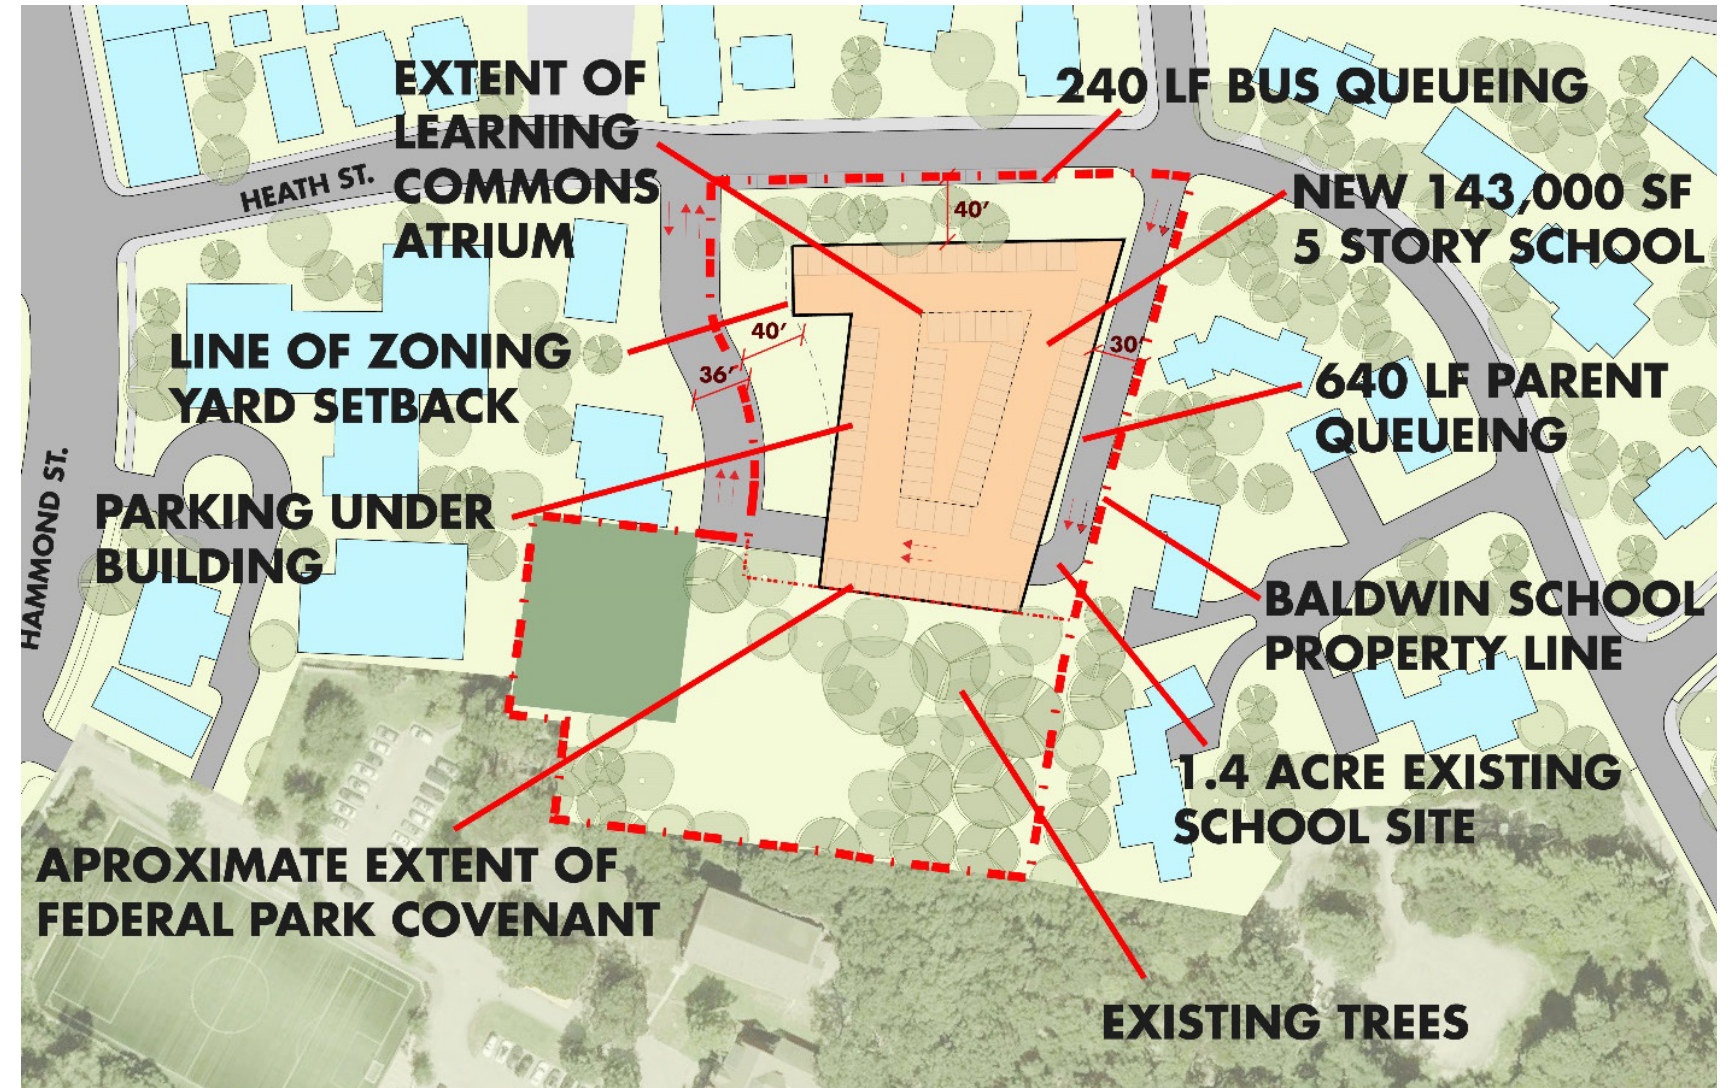 EXTENT OF
LEARNING
COMMONS
ATRIUM
240 LF BUS QUEUEING
HEATH ST.
NEW 143,000 SF
5 STORY SCHOOL
40’
LINE OF ZONING
YARD SETBACK
40’
36’
30’
640 LF PARENT
QUEUEING
HAMMOND ST.
PARKING UNDER
BUILDING
BALDWIN SCHOOL
PROPERTY LINE
1.4 ACRE EXISTING
SCHOOL SITE
APROXIMATE EXTENT OF
FEDERAL PARK COVENANT
EXISTING TREES